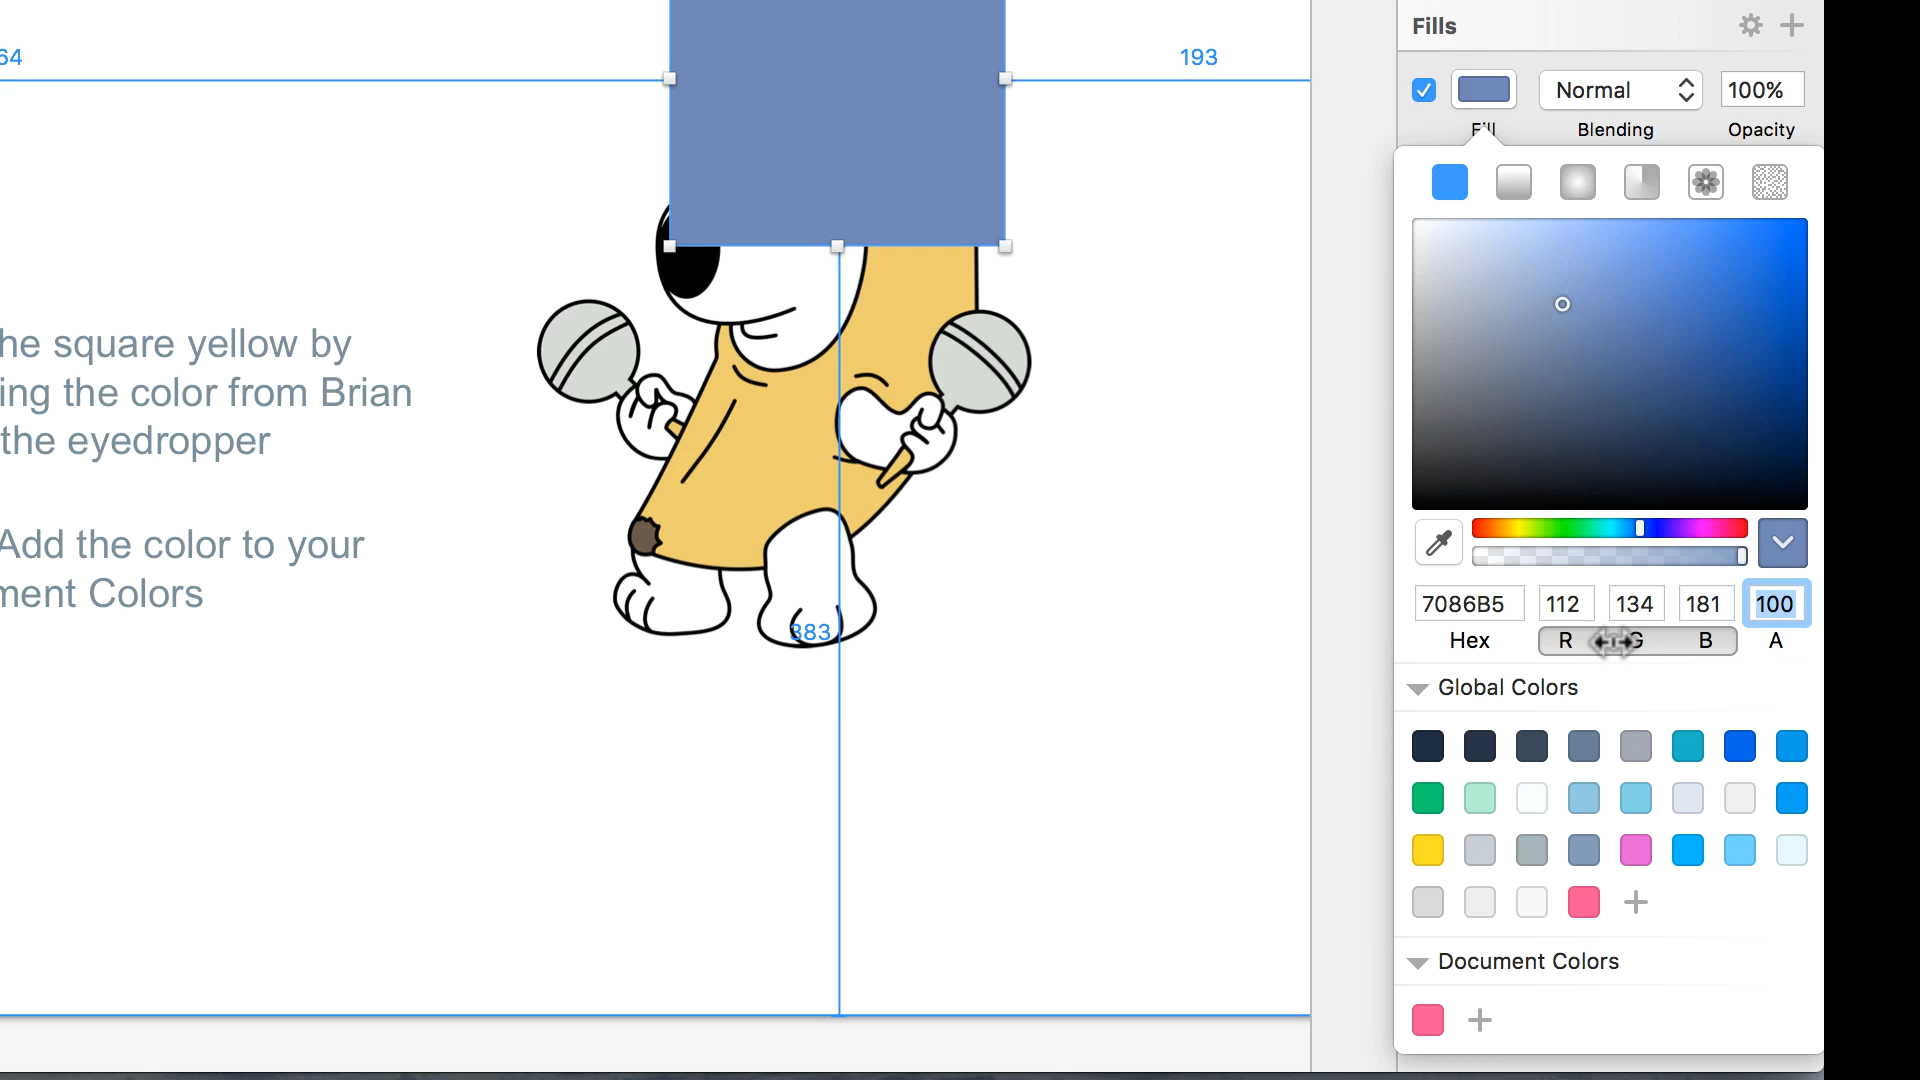 64
193
he square yellow by
ing the color from Brian
the eyedropper
Add the color to your
ment Colors
383
Fills
Normal
100%
Fill
Blending
Opacity
7086B5
112
134
181
100
Hex
R
G
B
A
Global Colors
Document Colors